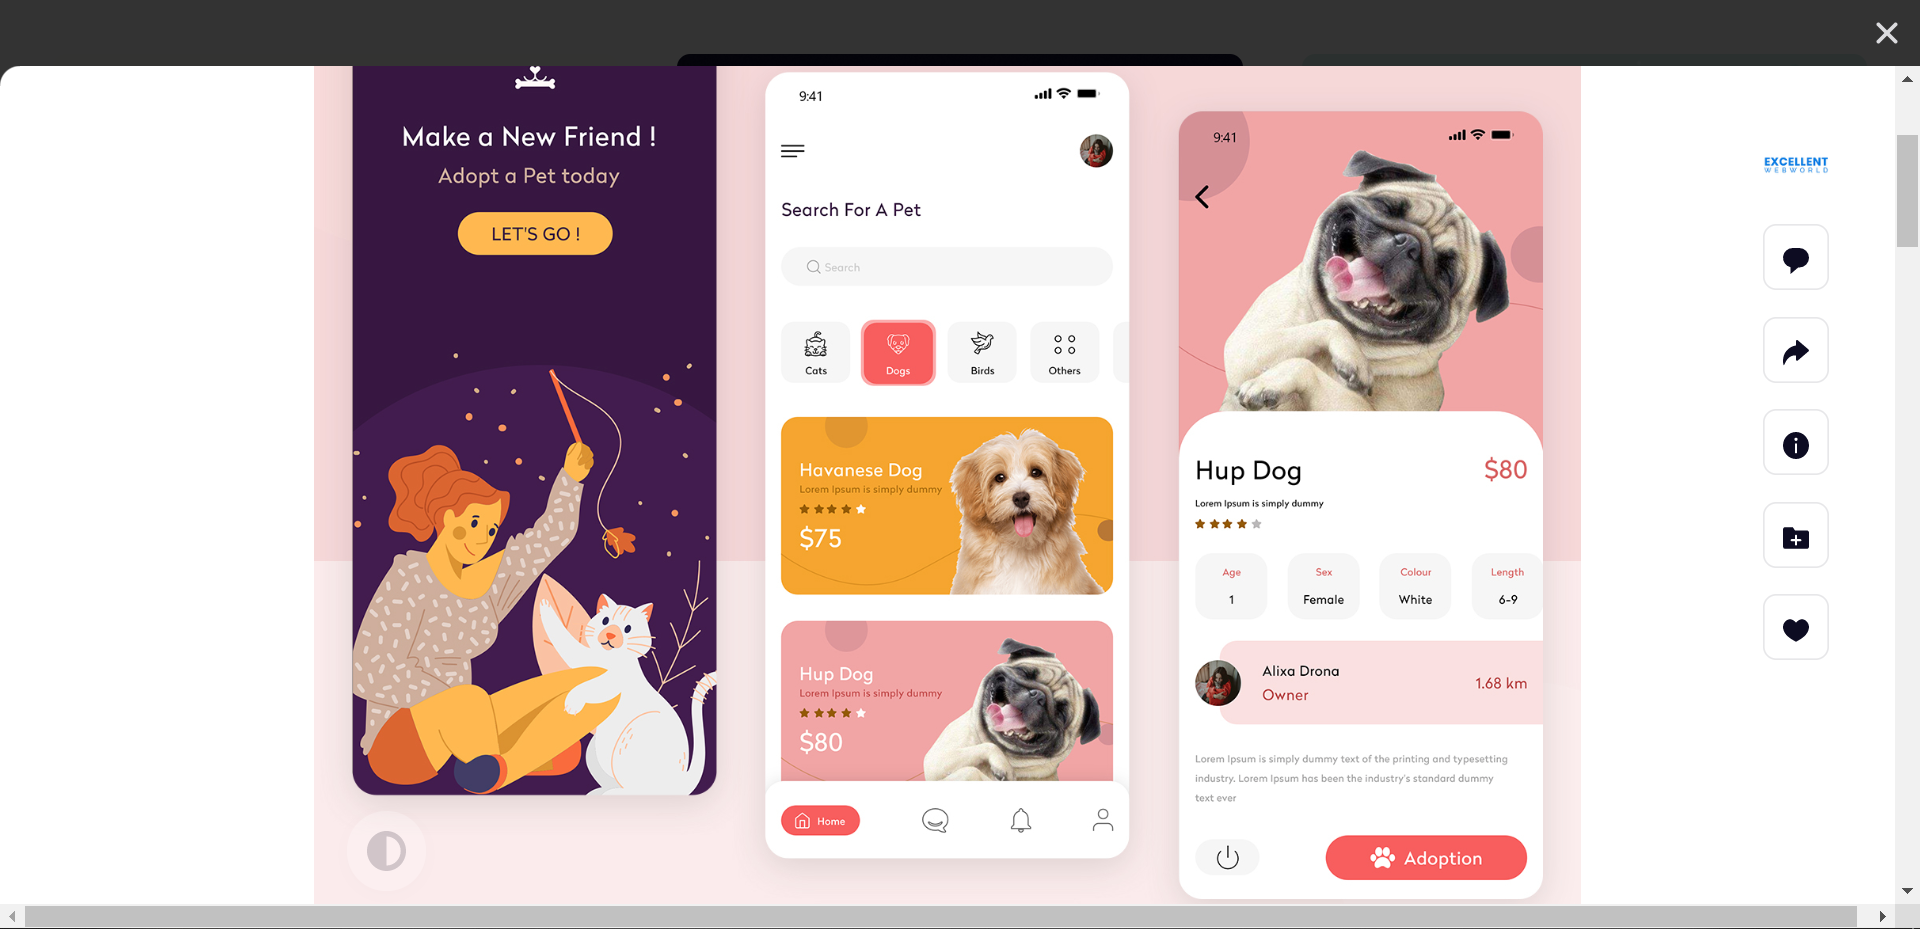 Make a New Friend !
Adopt a Pet today
LET'S GO !
9:41
Search For A Pet
Search
Cats
Dogs
Birds
Others
Havanese Dog
Lorem Ipsum is simply dummy
$75
Hup Dog
Lorem Ipsum is simply dummy
$80
Home
9:41
Hup Dog
$80
Lorem Ipsum is simply dummy
Age
1
Sex
Female
Colour
White
Length
6-9
Alixa Drona
Owner
1.68 km
Lorem Ipsum is simply dummy text of the printing and typesetting
industry. Lorem Ipsum has been the industry's standard dummy
text ever
Adoption
EXCELLENT
WEBWORLD